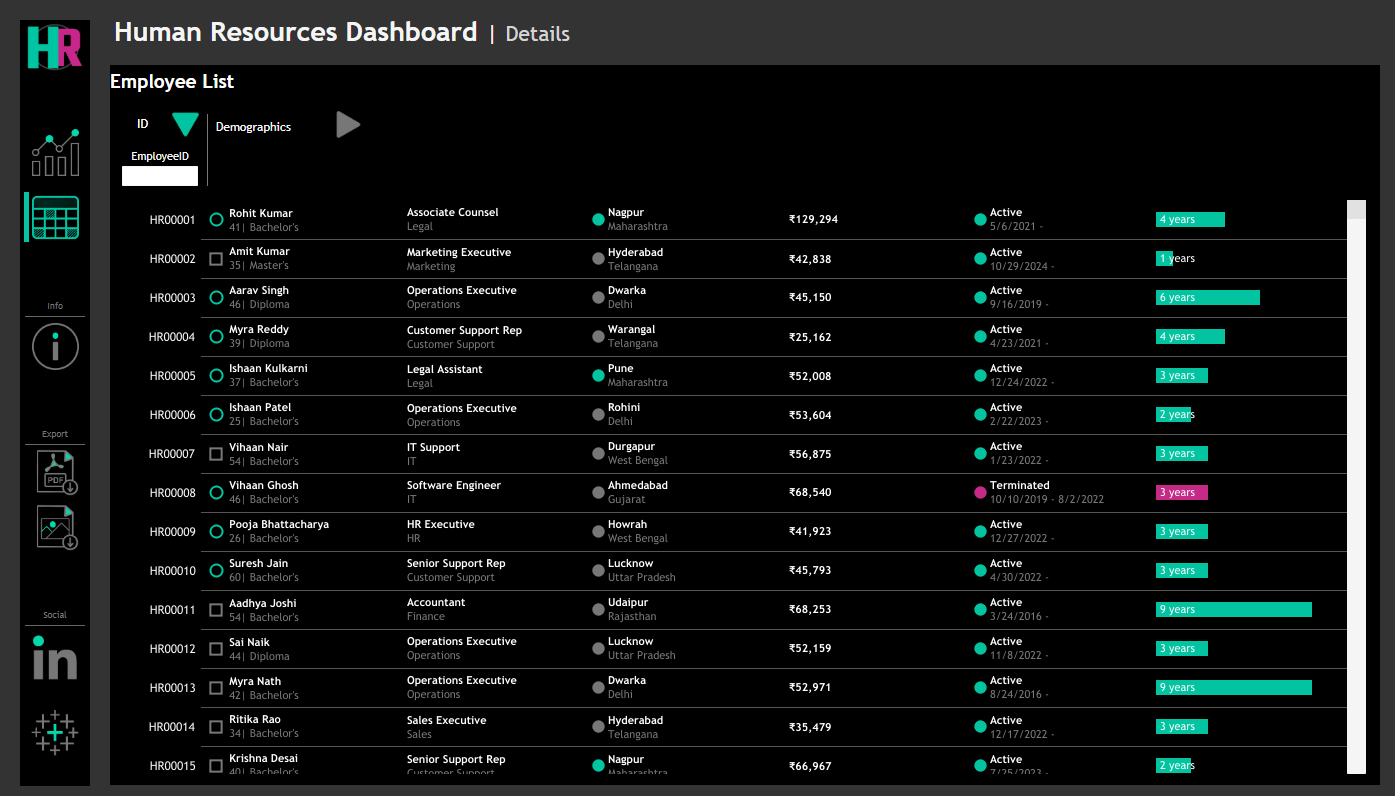 HR
Human Resources Dashboard | Details
Employee List
ID
Demographics
EmployeeID
HR00001 Rohit Kumar Associate Counsel Nagpur ₹129,294 Active 4 years
41| Bachelor's Legal Maharashtra 5/6/2021 -
HR00002 Amit Kumar Marketing Executive Hyderabad ₹42,838 Active 1 years
35| Master's Marketing Telangana 10/29/2024 -
HR00003 Aarav Singh Operations Executive Dwarka ₹45,150 Active 6 years
46| Diploma Operations Delhi 9/16/2019 -
HR00004 Myra Reddy Customer Support Rep Warangal ₹25,162 Active 4 years
39| Diploma Customer Support Telangana 4/23/2021 -
HR00005 Ishaan Kulkarni Legal Assistant Pune ₹52,008 Active 3 years
37| Bachelor's Legal Maharashtra 12/24/2022 -
HR00006 Ishaan Patel Operations Executive Rohini ₹53,604 Active 2 years
25| Bachelor's Operations Delhi 2/22/2023 -
HR00007 Vihaan Nair IT Support Durgapur ₹56,875 Active 3 years
54| Bachelor's IT West Bengal 1/23/2022 -
HR00008 Vihaan Ghosh Software Engineer Ahmedabad ₹68,540 Terminated 3 years
46| Bachelor's IT Gujarat 10/10/2019 - 8/2/2022
HR00009 Pooja Bhattacharya HR Executive Howrah ₹41,923 Active 3 years
26| Bachelor's HR West Bengal 12/27/2022 -
HR00010 Suresh Jain Senior Support Rep Lucknow ₹45,793 Active 3 years
60| Bachelor's Customer Support Uttar Pradesh 4/30/2022 -
HR00011 Aadhya Joshi Accountant Udaipur ₹68,253 Active 9 years
54| Bachelor's Finance Rajasthan 3/24/2016 -
HR00012 Sai Naik Operations Executive Lucknow ₹52,159 Active 3 years
44| Diploma Operations Uttar Pradesh 11/8/2022 -
HR00013 Myra Nath Operations Executive Dwarka ₹52,971 Active 9 years
42| Bachelor's Operations Delhi 8/24/2016 -
HR00014 Ritika Rao Sales Executive Hyderabad ₹35,479 Active 3 years
34| Bachelor's Sales Telangana 12/17/2022 -
HR00015 Krishna Desai Senior Support Rep Nagpur ₹66,967 Active 2 years
40| Bachelor's Customer Support Maharashtra 7/25/2023 -
Info
Export
PDF
Social
in